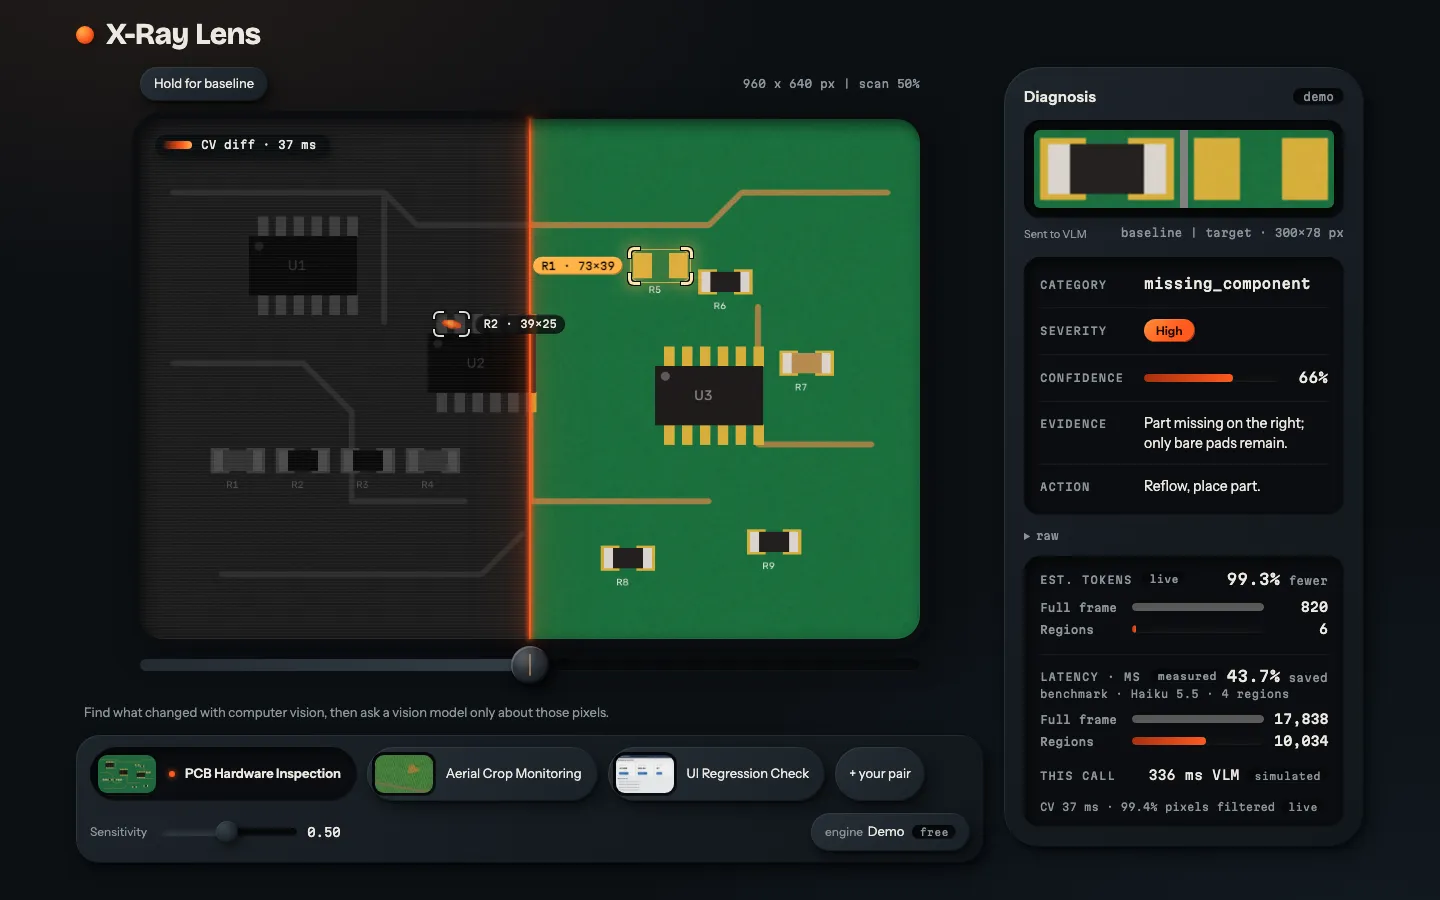 X-Ray Lens
Hold for baseline
960 x 640 px | scan 50%
CV diff · 37 ms
U1
R1 · 73×39
R5
R6
R2 · 39×25
U2
U3
R7
R1
R2
R3
R4
R8
R9
Find what changed with computer vision, then ask a vision model only about those pixels.
PCB Hardware Inspection
Aerial Crop Monitoring
UI Regression Check
+ your pair
Sensitivity
0.50
engine Demo free
Diagnosis
demo
Sent to VLM
baseline | target · 300×78 px
CATEGORY missing_component
SEVERITY High
CONFIDENCE 66%
EVIDENCE Part missing on the right;
only bare pads remain.
ACTION Reflow, place part.
▸ raw
EST. TOKENS live 99.3% fewer
Full frame 820
Regions 6
LATENCY · MS measured 43.7% saved
benchmark · Haiku 5.5 · 4 regions
Full frame 17,838
Regions 10,034
THIS CALL 336 ms VLM simulated
CV 37 ms · 99.4% pixels filtered live